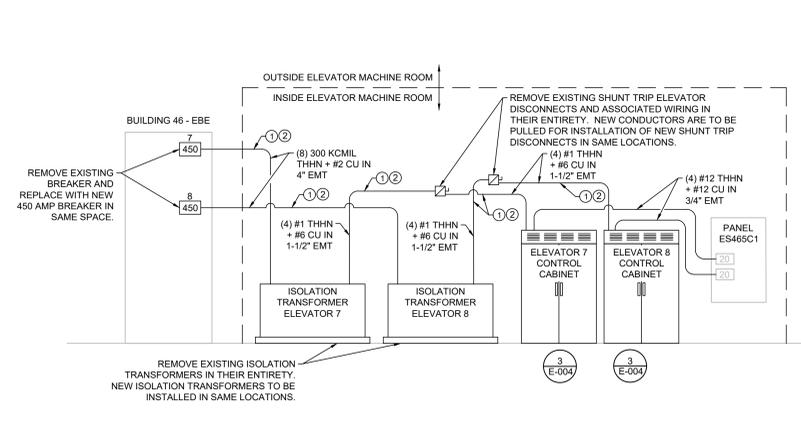 OUTSIDE ELEVATOR MACHINE ROOM
INSIDE ELEVATOR MACHINE ROOM
REMOVE EXISTING SHUNT TRIP ELEVATOR
DISCONNECTS AND ASSOCIATED WIRING IN
THEIR ENTIRETY. NEW CONDUCTORS ARE TO BE
PULLED FOR INSTALLATION OF NEW SHUNT TRIP
DISCONNECTS IN SAME LOCATIONS.
BUILDING 46 - EBE
7
450
8
450
REMOVE EXISTING
BREAKER AND
REPLACE WITH NEW
450 AMP BREAKER IN
SAME SPACE.
1 2
(8) 300 KCMIL
THHN + #2 CU IN
4" EMT
1 2
1 2
(4) #1 THHN
+ #6 CU IN
1-1/2" EMT
1 2
1 2
(4) #12 THHN
+ #12 CU IN
3/4" EMT
(4) #1 THHN
+ #6 CU IN
1-1/2" EMT
(4) #1 THHN
+ #6 CU IN
1-1/2" EMT
PANEL
ES465C1
20
20
ELEVATOR 7
CONTROL
CABINET
ELEVATOR 8
CONTROL
CABINET
ISOLATION
TRANSFORMER
ELEVATOR 7
ISOLATION
TRANSFORMER
ELEVATOR 8
3
E-004
3
E-004
REMOVE EXISTING ISOLATION
TRANSFORMERS IN THEIR ENTIRETY.
NEW ISOLATION TRANSFORMERS TO BE
INSTALLED IN SAME LOCATIONS.